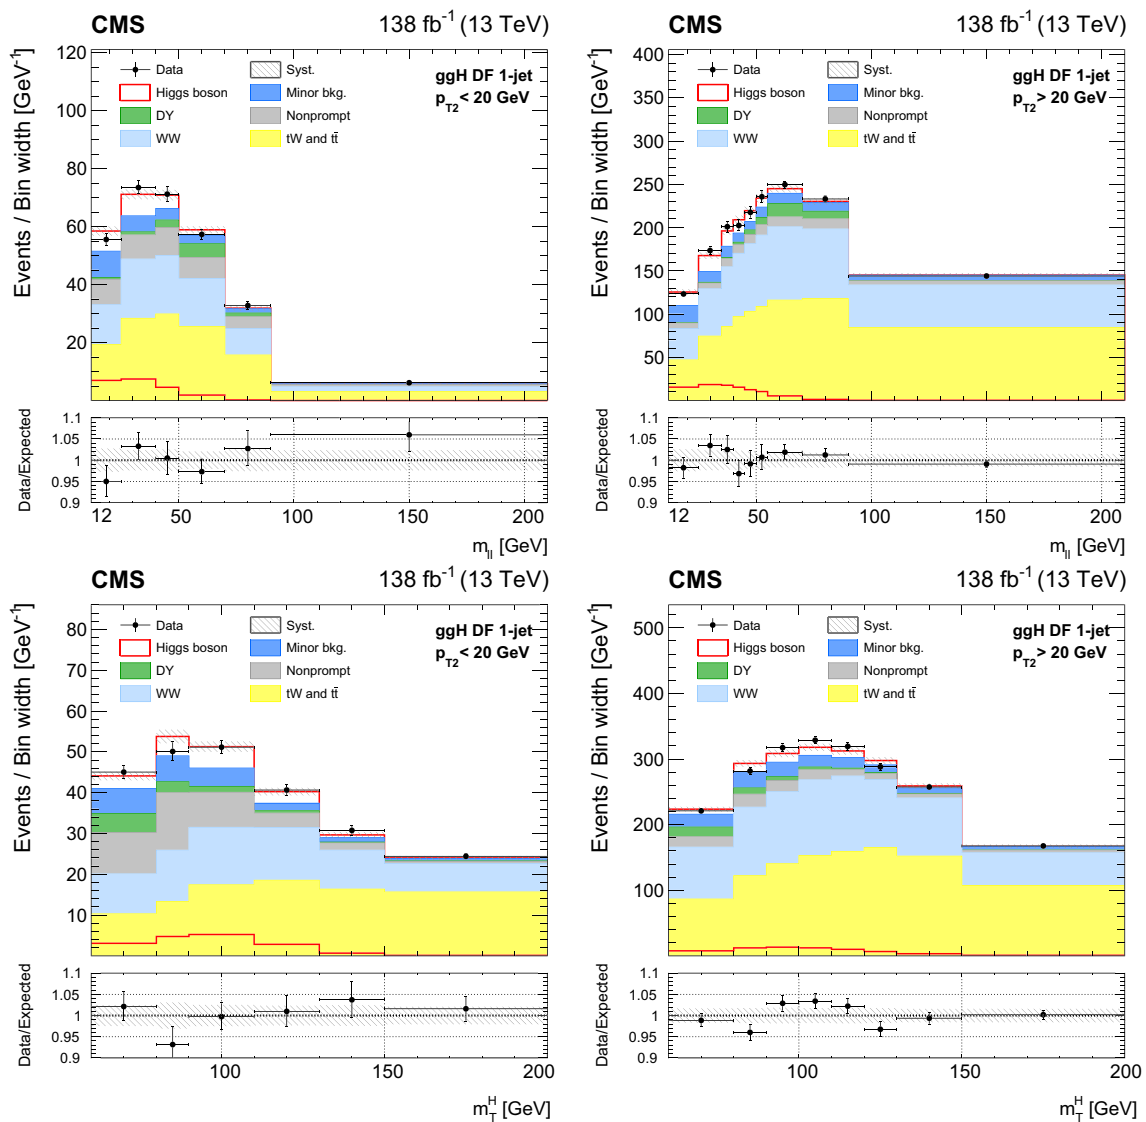 CMS 138 fb⁻¹ (13 TeV)
Events / Bin width [GeV⁻¹]
120
100
80
60
40
20
Data
Syst.
Higgs boson
Minor bkg.
DY
Nonprompt
WW
tW and tt̄
ggH DF 1-jet
p_T2 < 20 GeV
Data/Expected
1.1
1.05
1
0.95
0.9
12 50 100 150 200
m_ll [GeV]
CMS 138 fb⁻¹ (13 TeV)
Events / Bin width [GeV⁻¹]
400
350
300
250
200
150
100
50
Data
Syst.
Higgs boson
Minor bkg.
DY
Nonprompt
WW
tW and tt̄
ggH DF 1-jet
p_T2 > 20 GeV
Data/Expected
1.1
1.05
1
0.95
0.9
12 50 100 150 200
m_ll [GeV]
CMS 138 fb⁻¹ (13 TeV)
Events / Bin width [GeV⁻¹]
80
70
60
50
40
30
20
10
Data
Syst.
Higgs boson
Minor bkg.
DY
Nonprompt
WW
tW and tt̄
ggH DF 1-jet
p_T2 < 20 GeV
Data/Expected
1.1
1.05
1
0.95
0.9
100 150 200
m_T^H [GeV]
CMS 138 fb⁻¹ (13 TeV)
Events / Bin width [GeV⁻¹]
500
400
300
200
100
Data
Syst.
Higgs boson
Minor bkg.
DY
Nonprompt
WW
tW and tt̄
ggH DF 1-jet
p_T2 > 20 GeV
Data/Expected
1.1
1.05
1
0.95
0.9
100 150 200
m_T^H [GeV]